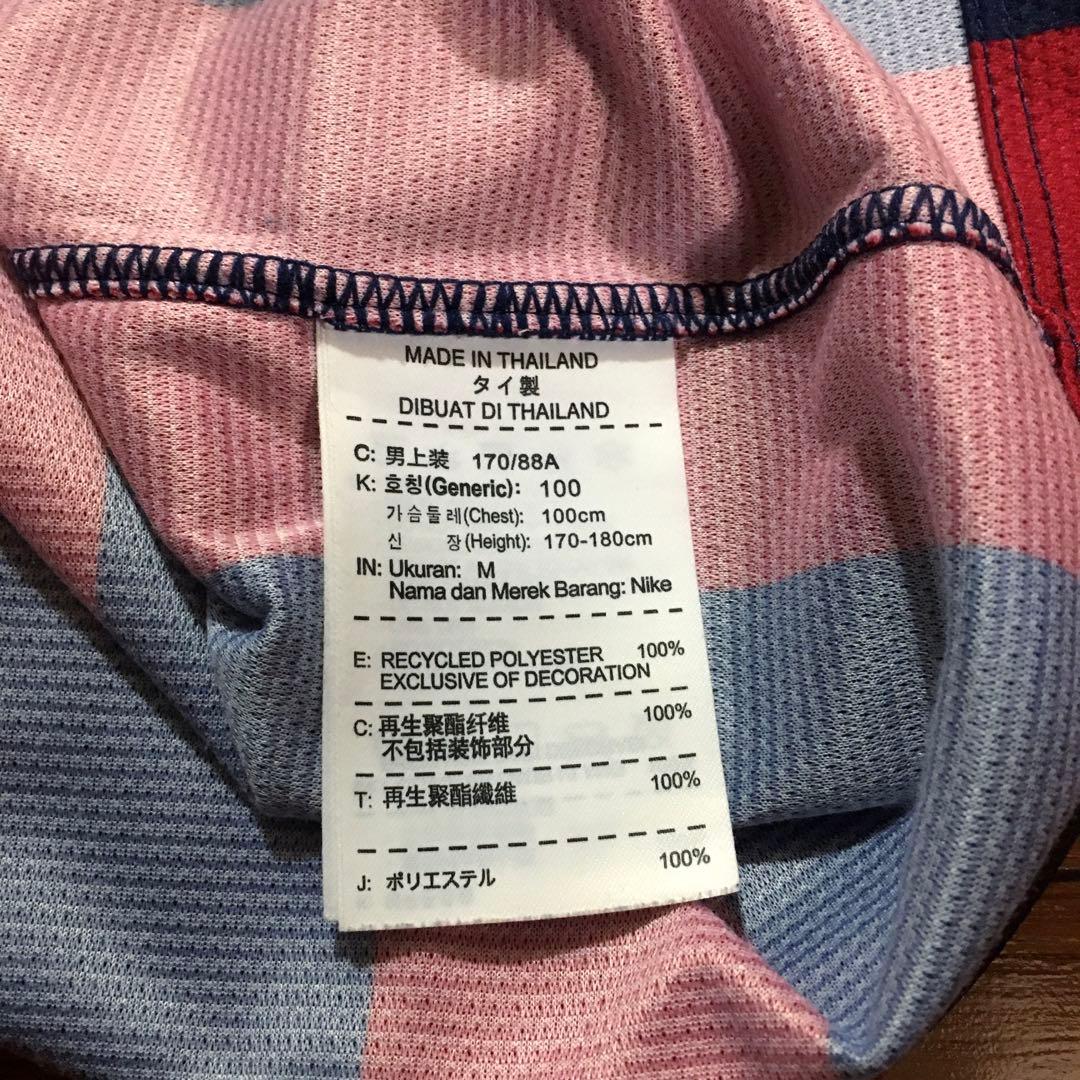 MADE IN THAILAND
タイ製
DIBUAT DI THAILAND
C: 男上装 170/88A
K: 호칭(Generic): 100
가슴둘레(Chest): 100cm
신 장(Height): 170-180cm
IN: Ukuran: M
Nama dan Merek Barang: Nike
E: RECYCLED POLYESTER 100%
EXCLUSIVE OF DECORATION
C: 再生聚酯纤维 100%
不包括装饰部分
T: 再生聚酯纖維 100%
J: ポリエステル 100%